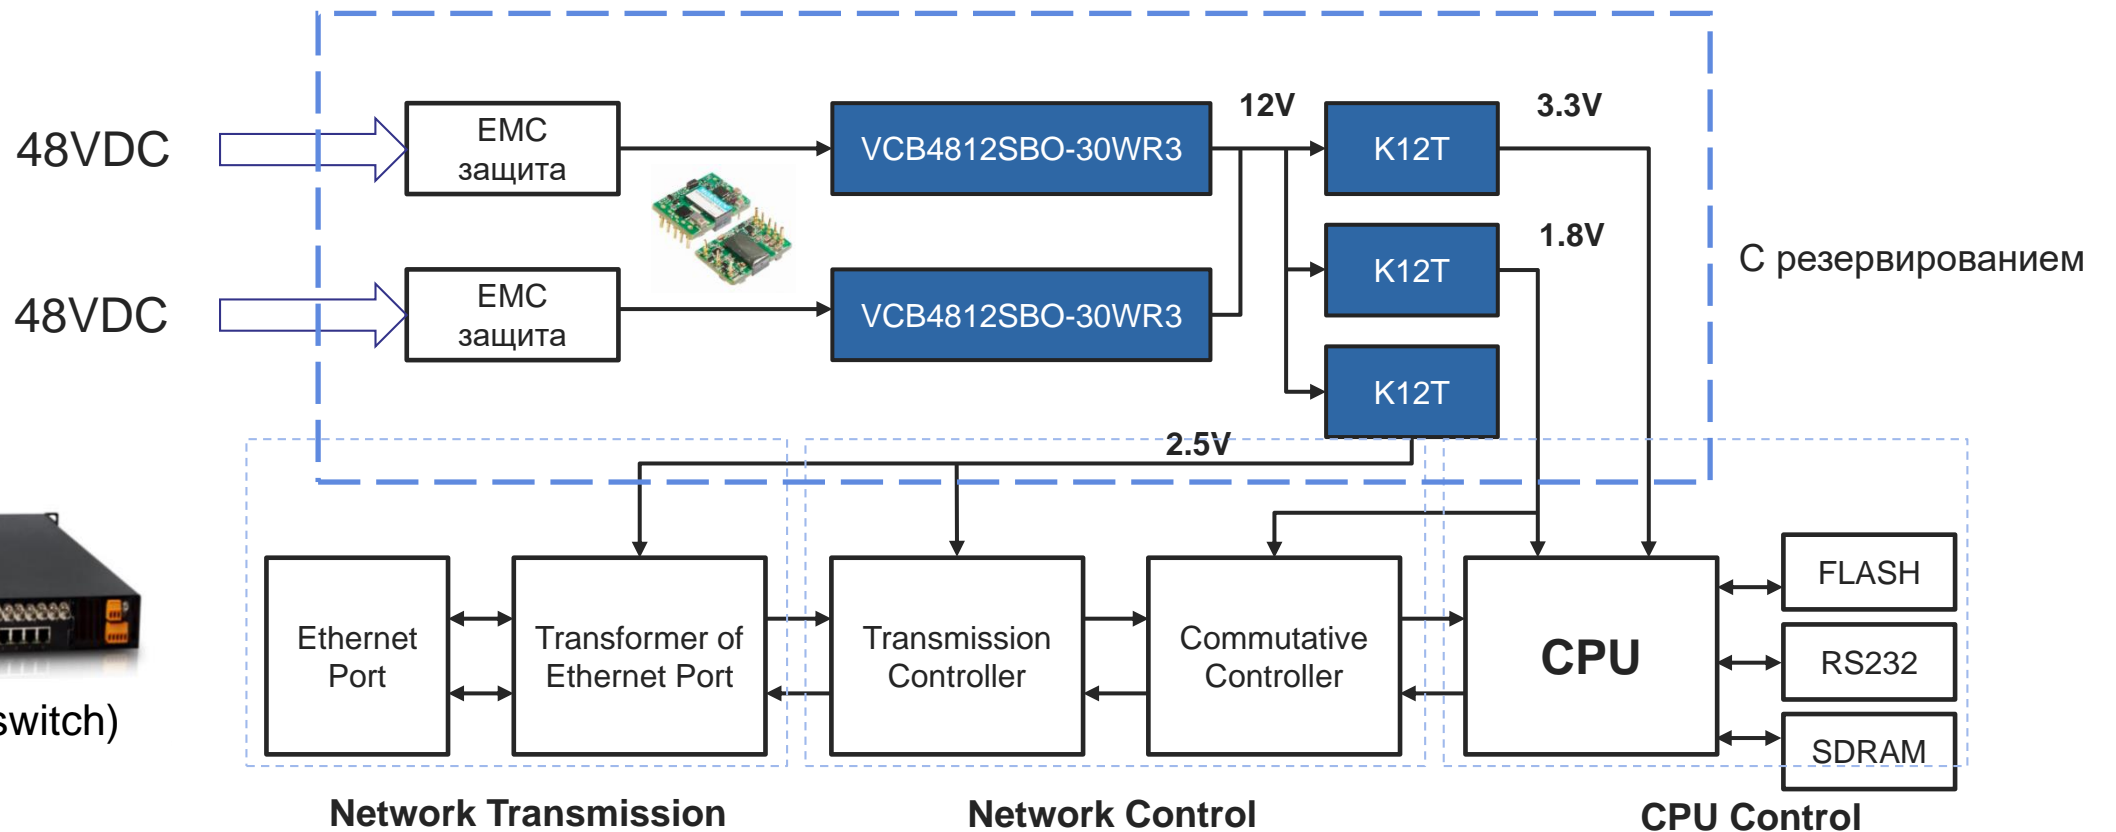 48VDC
EMC
защита
VCB4812SBO-30WR3
12V
K12T
3.3V
K12T
1.8V
С резервированием
48VDC
EMC
защита
VCB4812SBO-30WR3
K12T
2.5V
Ethernet
Port
Transformer of
Ethernet Port
Transmission
Controller
Commutative
Controller
CPU
FLASH
RS232
SDRAM
switch)
Network Transmission
Network Control
CPU Control